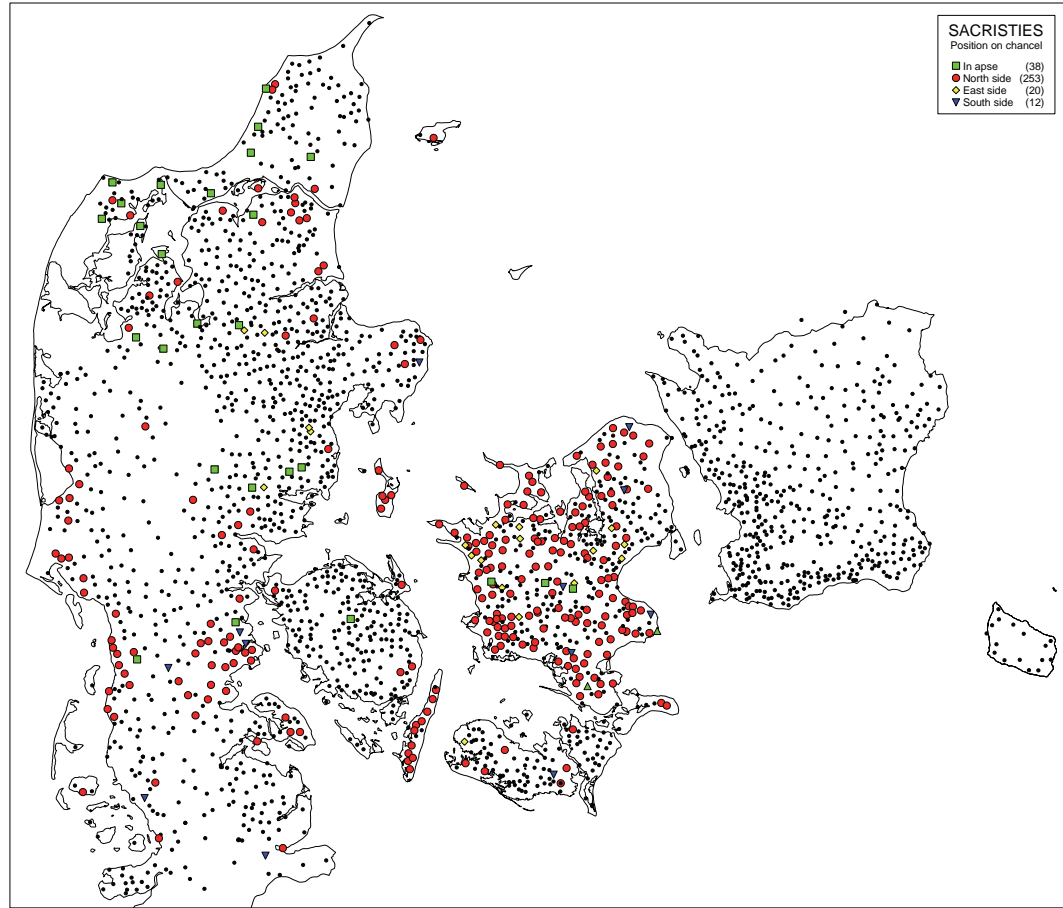 SACRISTIES
Position on chancel
In apse (38)
North side (253)
East side (20)
South side (12)